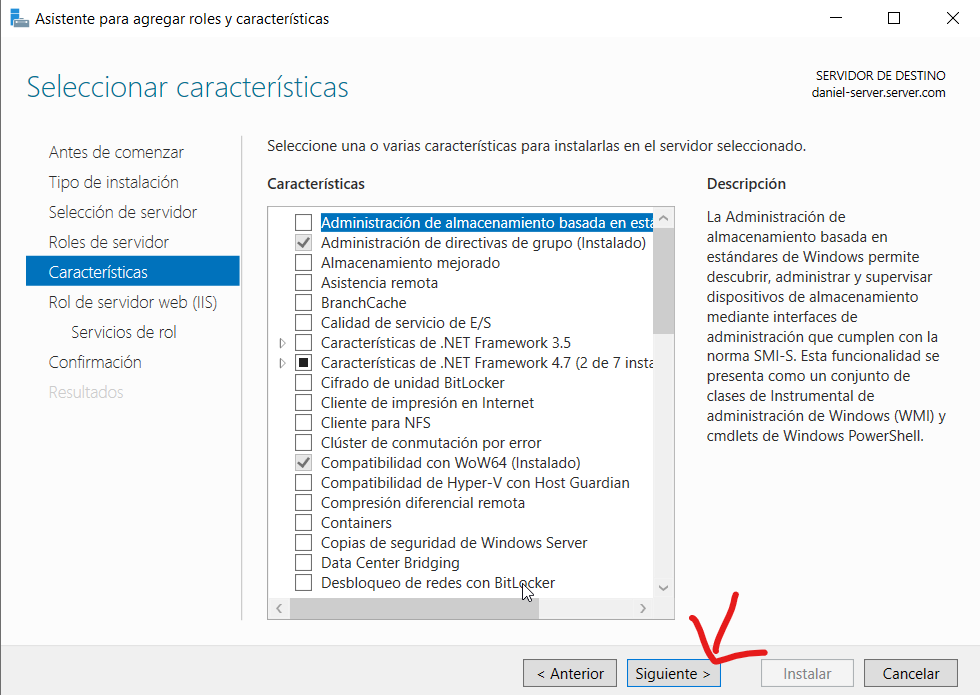 Asistente para agregar roles y características
Seleccionar características
SERVIDOR DE DESTINO
daniel-server.server.com
Antes de comenzar
Tipo de instalación
Selección de servidor
Roles de servidor
Características
Rol de servidor web (IIS)
Servicios de rol
Confirmación
Resultados
Seleccione una o varias características para instalarlas en el servidor seleccionado.
Características
Administración de almacenamiento basada en está
Administración de directivas de grupo (Instalado)
Almacenamiento mejorado
Asistencia remota
BranchCache
Calidad de servicio de E/S
Características de .NET Framework 3.5
Características de .NET Framework 4.7 (2 de 7 insta
Cifrado de unidad BitLocker
Cliente de impresión en Internet
Cliente para NFS
Clúster de conmutación por error
Compatibilidad con WoW64 (Instalado)
Compatibilidad de Hyper-V con Host Guardian
Compresión diferencial remota
Containers
Copias de seguridad de Windows Server
Data Center Bridging
Desbloqueo de redes con BitLocker
Descripción
La Administración de
almacenamiento basada en
estándares de Windows permite
descubrir, administrar y supervisar
dispositivos de almacenamiento
mediante interfaces de
administración que cumplen con la
norma SMI-S. Esta funcionalidad se
presenta como un conjunto de
clases de Instrumental de
administración de Windows (WMI) y
cmdlets de Windows PowerShell.
< Anterior
Siguiente >
Instalar
Cancelar